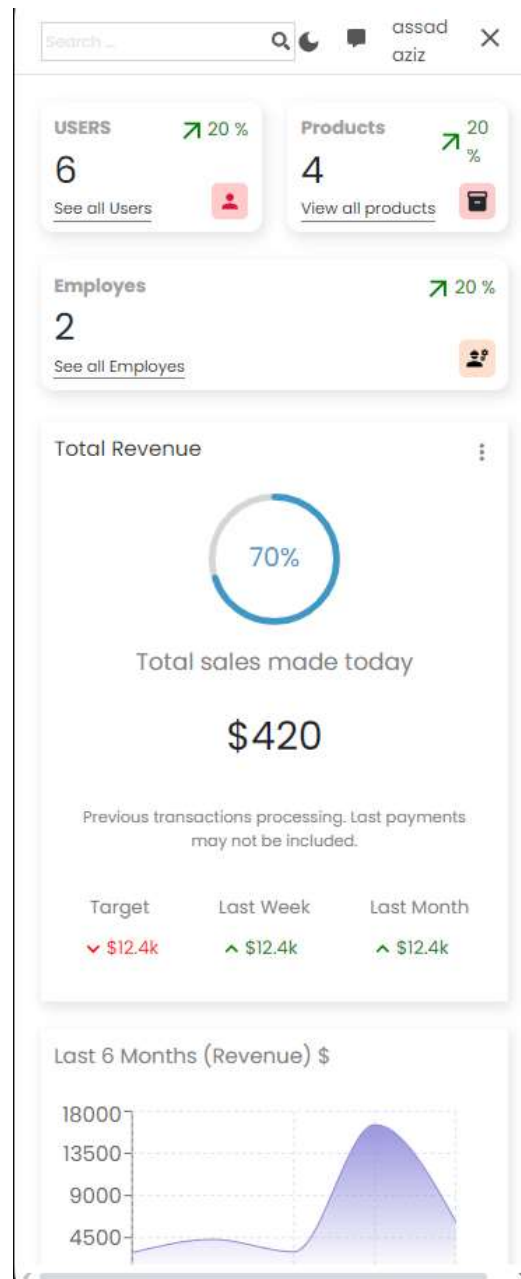 Search ...
assad
aziz
USERS
20 %
6
See all Users
Products
20
%
4
View all products
Employes
20 %
2
See all Employes
Total Revenue
70%
Total sales made today
$420
Previous transactions processing. Last payments
may not be included.
Target Last Week Last Month
$12.4k $12.4k $12.4k
Last 6 Months (Revenue) $
18000
13500
9000
4500